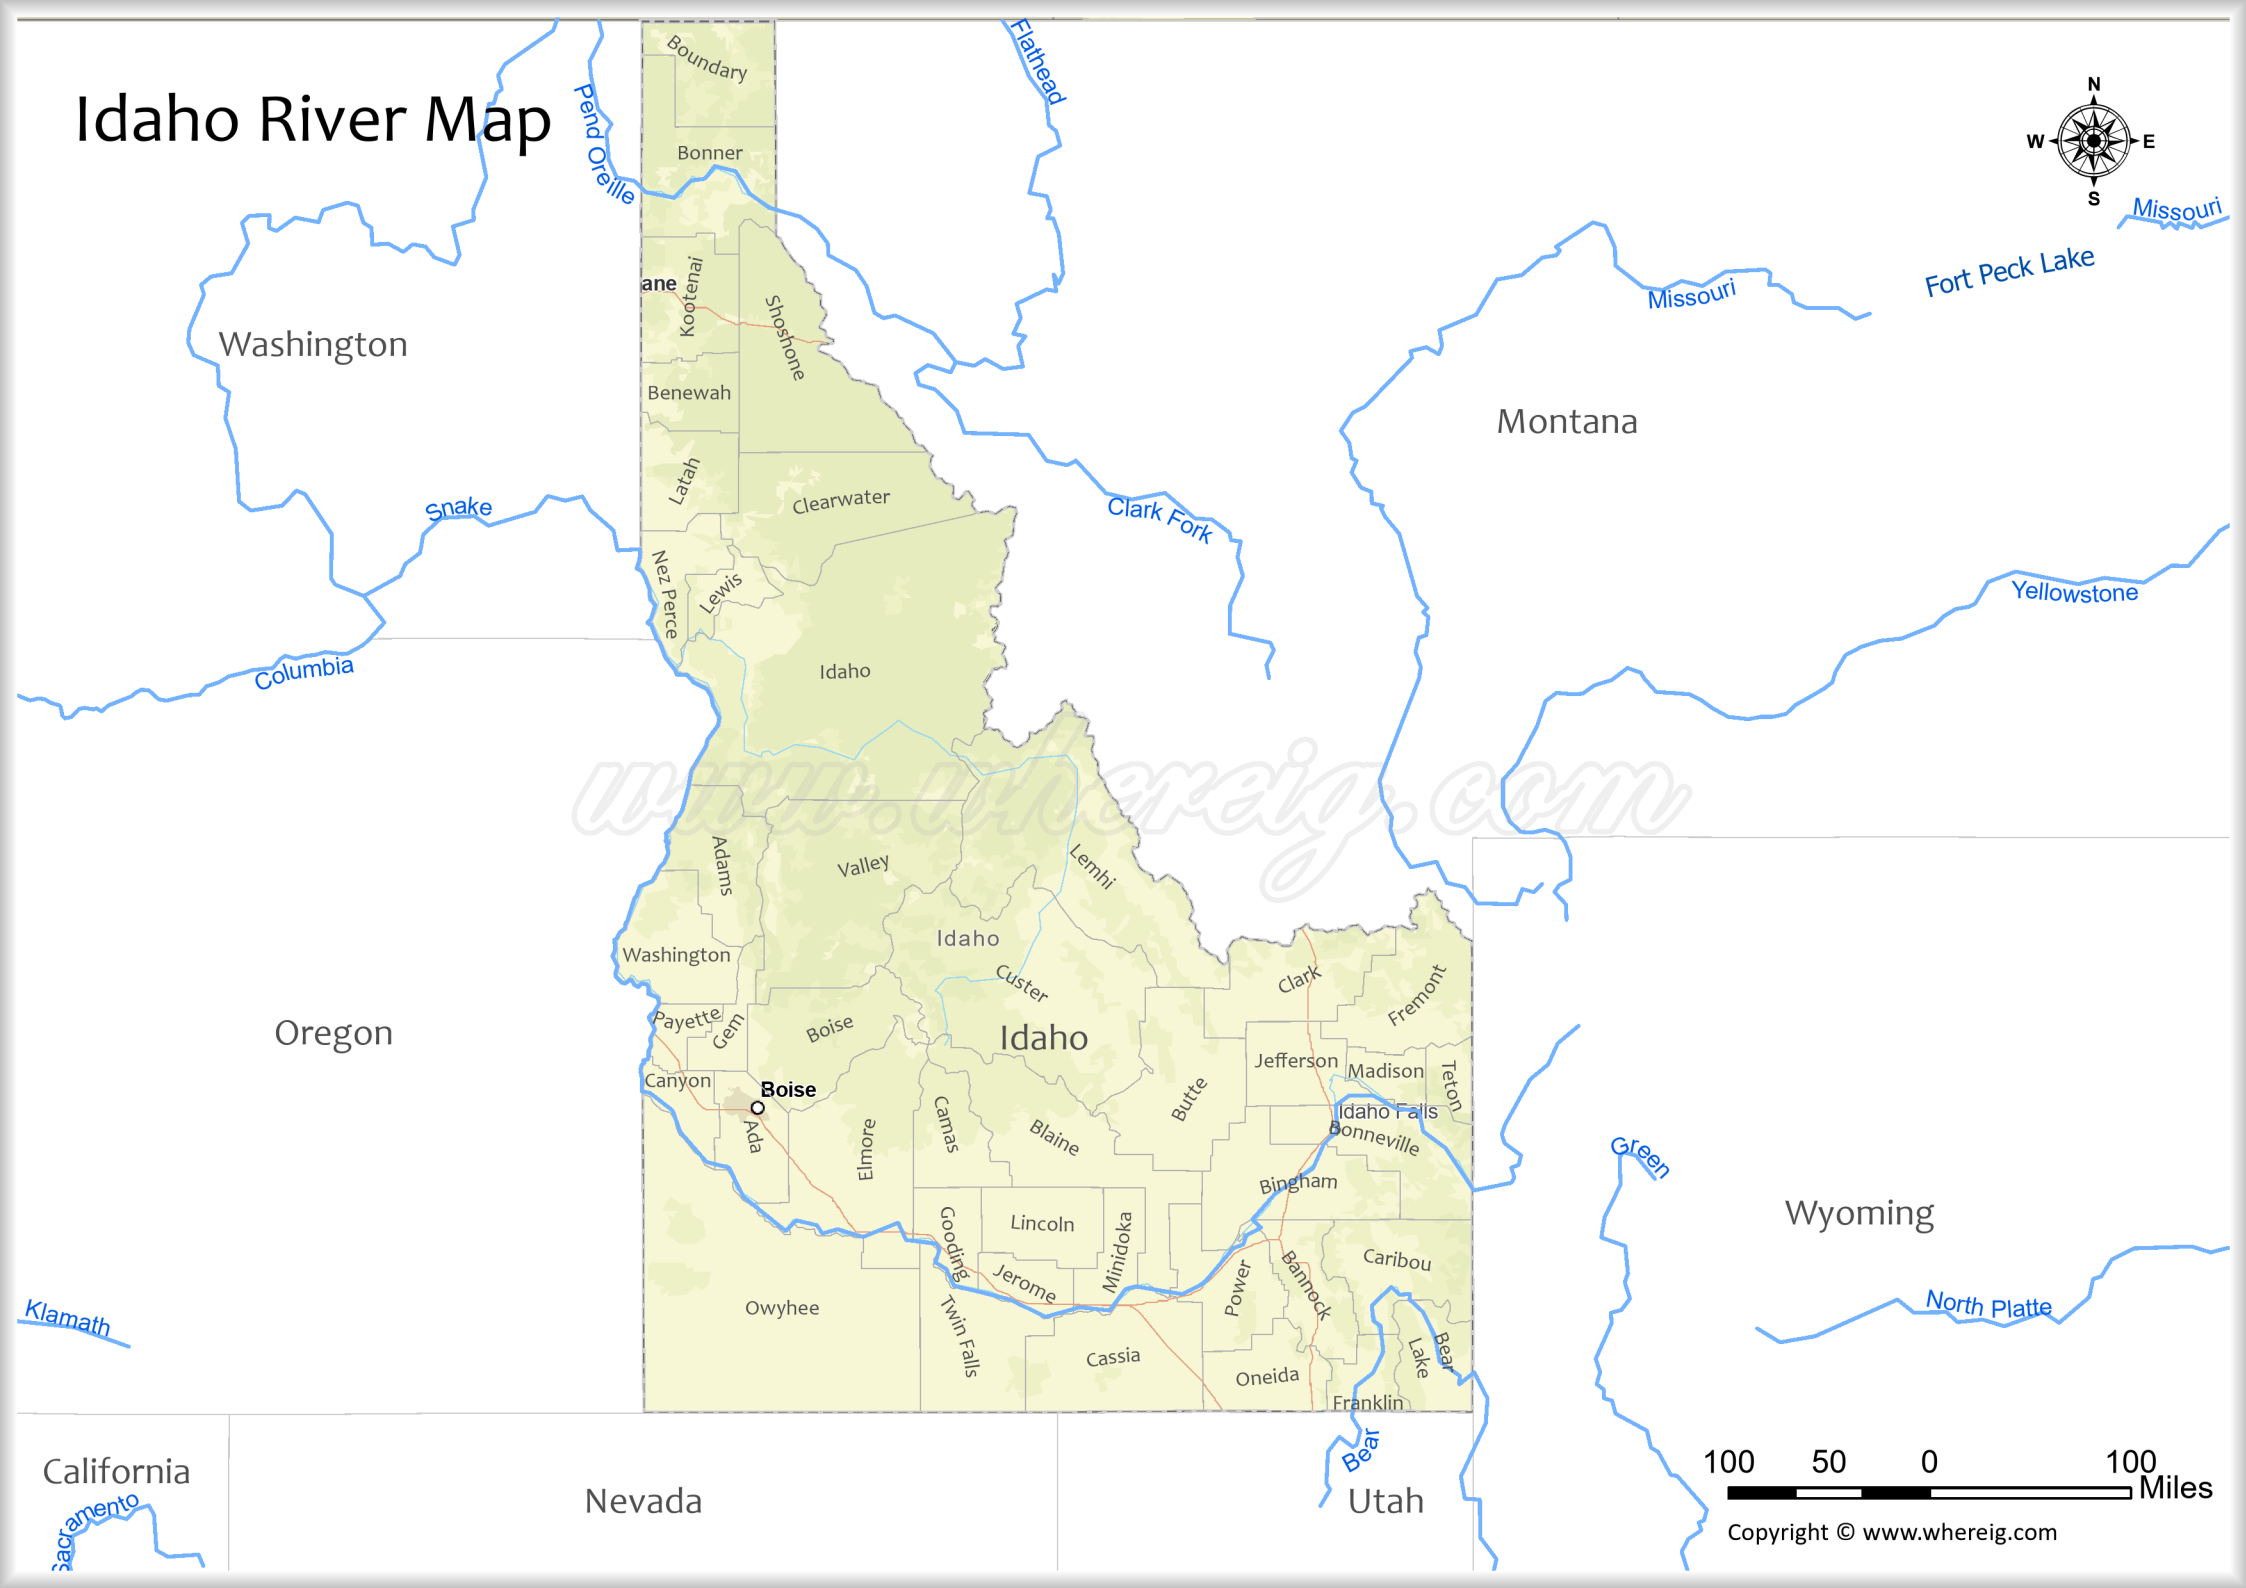 Idaho River Map
Boundary
Pend Oreille
Flathead
N
W
E
S
Bonner
Missouri
Fort Peck Lake
Missouri
ane
Kootenai
Shoshone
Washington
Benewah
Montana
Latah
Clearwater
Snake
Clark Fork
Nez Perce
Lewis
Yellowstone
Columbia
Idaho
www.whereig.com
Adams
Valley
Lemhi
Idaho
Washington
Custer
Clark
Fremont
Payette
Gem
Boise
Oregon
Idaho
Jefferson
Madison
Teton
Canyon
Boise
Butte
Idaho Falls
Bonneville
Ada
Elmore
Camas
Blaine
Green
Bingham
Wyoming
Gooding
Lincoln
Minidoka
Caribou
Jerome
Power
Bannock
Owyhee
Twin Falls
Klamath
North Platte
Cassia
Bear
Lake
Oneida
Franklin
Bear
California
Nevada
Utah
Sacramento
100 50 0 100
Miles
Copyright © www.whereig.com